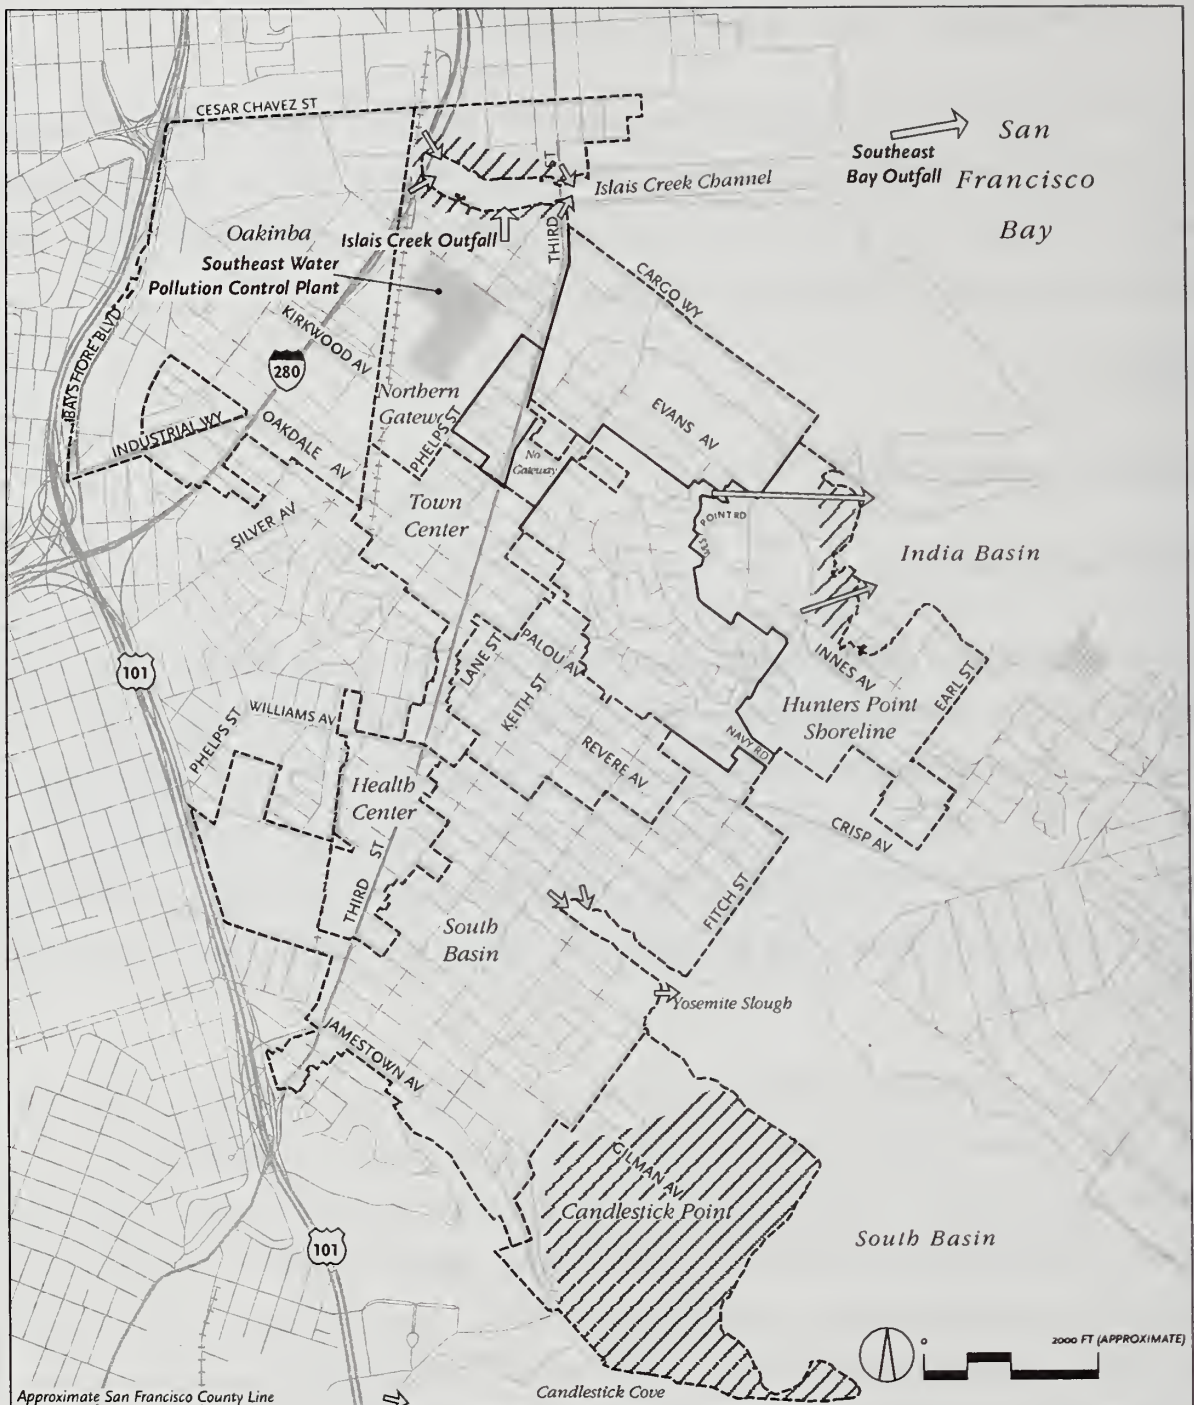 CESAR CHAVEZ ST
San
Southeast
Bay Outfall
Francisco
Bay
Islais Creek Channel
THIRD ST
Oakinba
Islais Creek Outfall
Southeast Water
Pollution Control Plant
CARGO WY
BAYSHORE BLVD
KIRKWOOD AV
280
Northern
Gateway
PHELPS ST
EVANS AV
INDUSTRIAL WY
OAKDALE AV
No
Gateway
Town
Center
SILVER AV
POINT RD
India Basin
LANE ST
PALOU AV
KEITH ST
INNES AV
EARL ST
101
WILLIAMS AV
PHELPS ST
Hunters Point
Shoreline
NAVY RD
REVERE AV
Health
Center
CRISP AV
THIRD ST
FITCH ST
South
Basin
Yosemite Slough
JAMESTOWN AV
GILMAN AV
Candlestick Point
South Basin
101
0
2000 FT (APPROXIMATE)
Approximate San Francisco County Line
Candlestick Cove